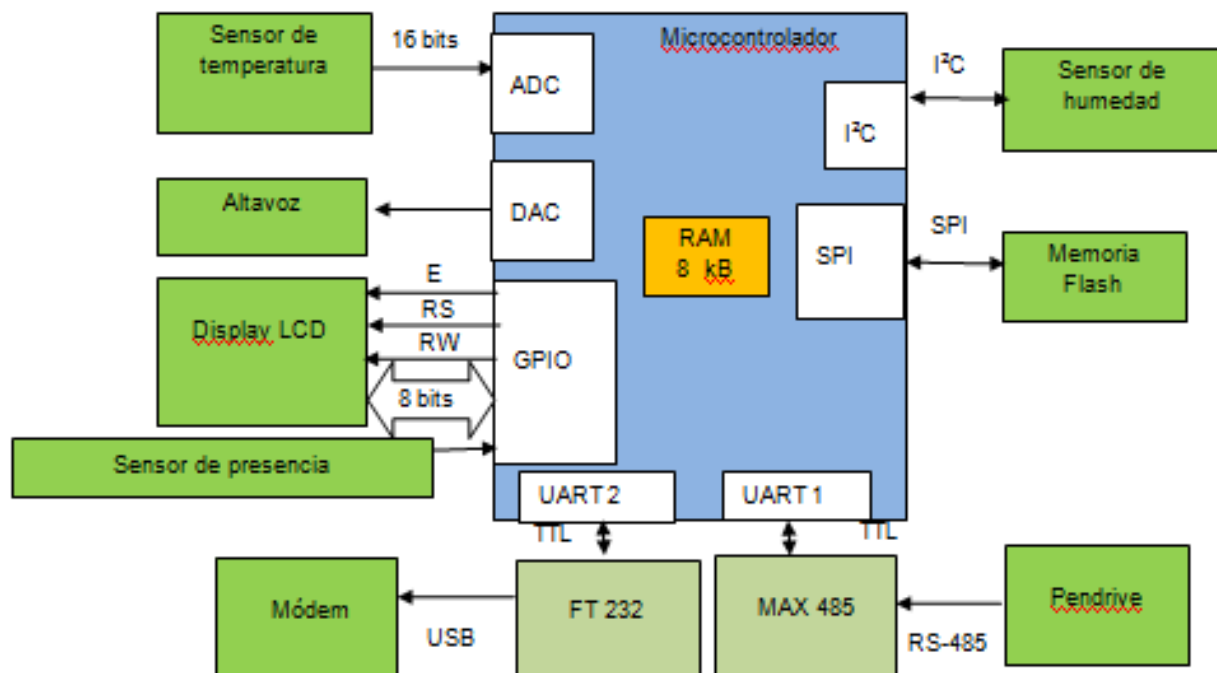 Sensor de
temperatura
16 bits
ADC
Microcontrolador
I²C
I²C
Sensor de
humedad
Altavoz
DAC
RAM
8 kB
SPI
SPI
Memoria
Flash
E
RS
RW
Display LCD
8 bits
GPIO
Sensor de presencia
UART 2
UART 1
TTL
TTL
Módem
USB
FT 232
MAX 485
RS-485
Pendrive